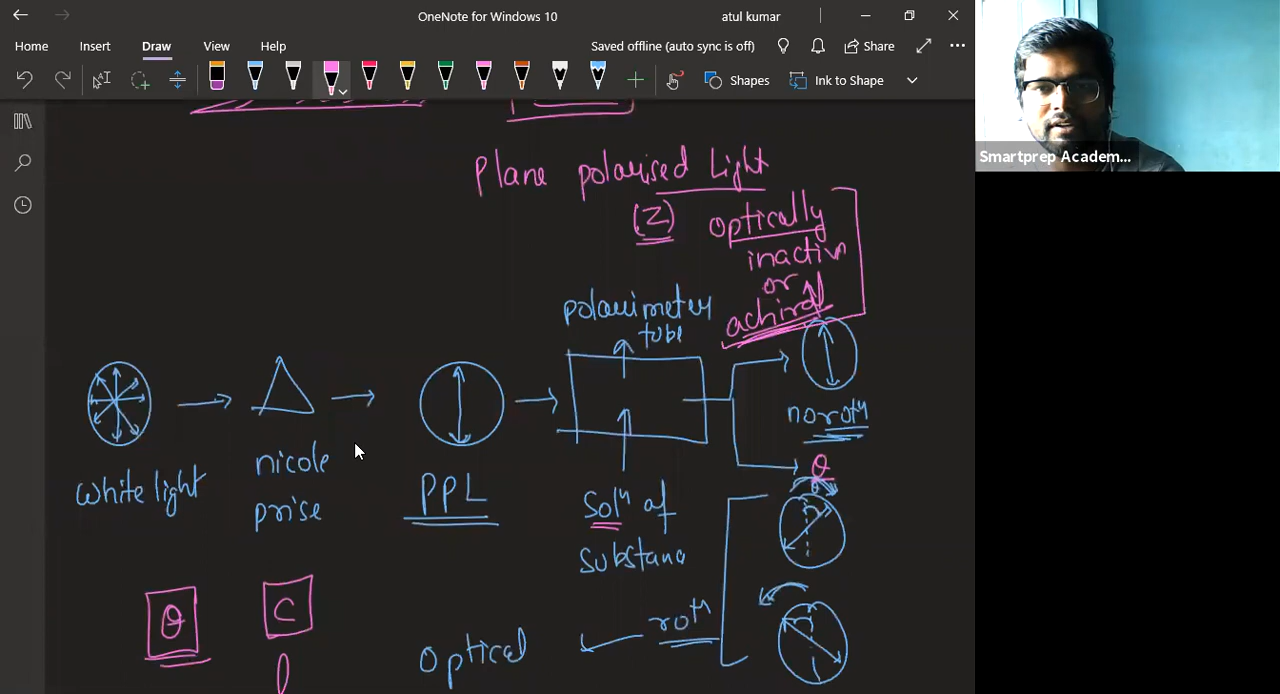 OneNote for Windows 10
atul kumar
Home Insert Draw View Help
Saved offline (auto sync is off)
Share
Shapes
Ink to Shape
Smartprep Academ...
Plane polarised Light
(Z) optically
inactive
or
achiral
polarimetry
tube
white light
nicole
prise
PPL
Solⁿ of
substance
no rotⁿ
θ
θ
C
l
Optical
rotⁿ